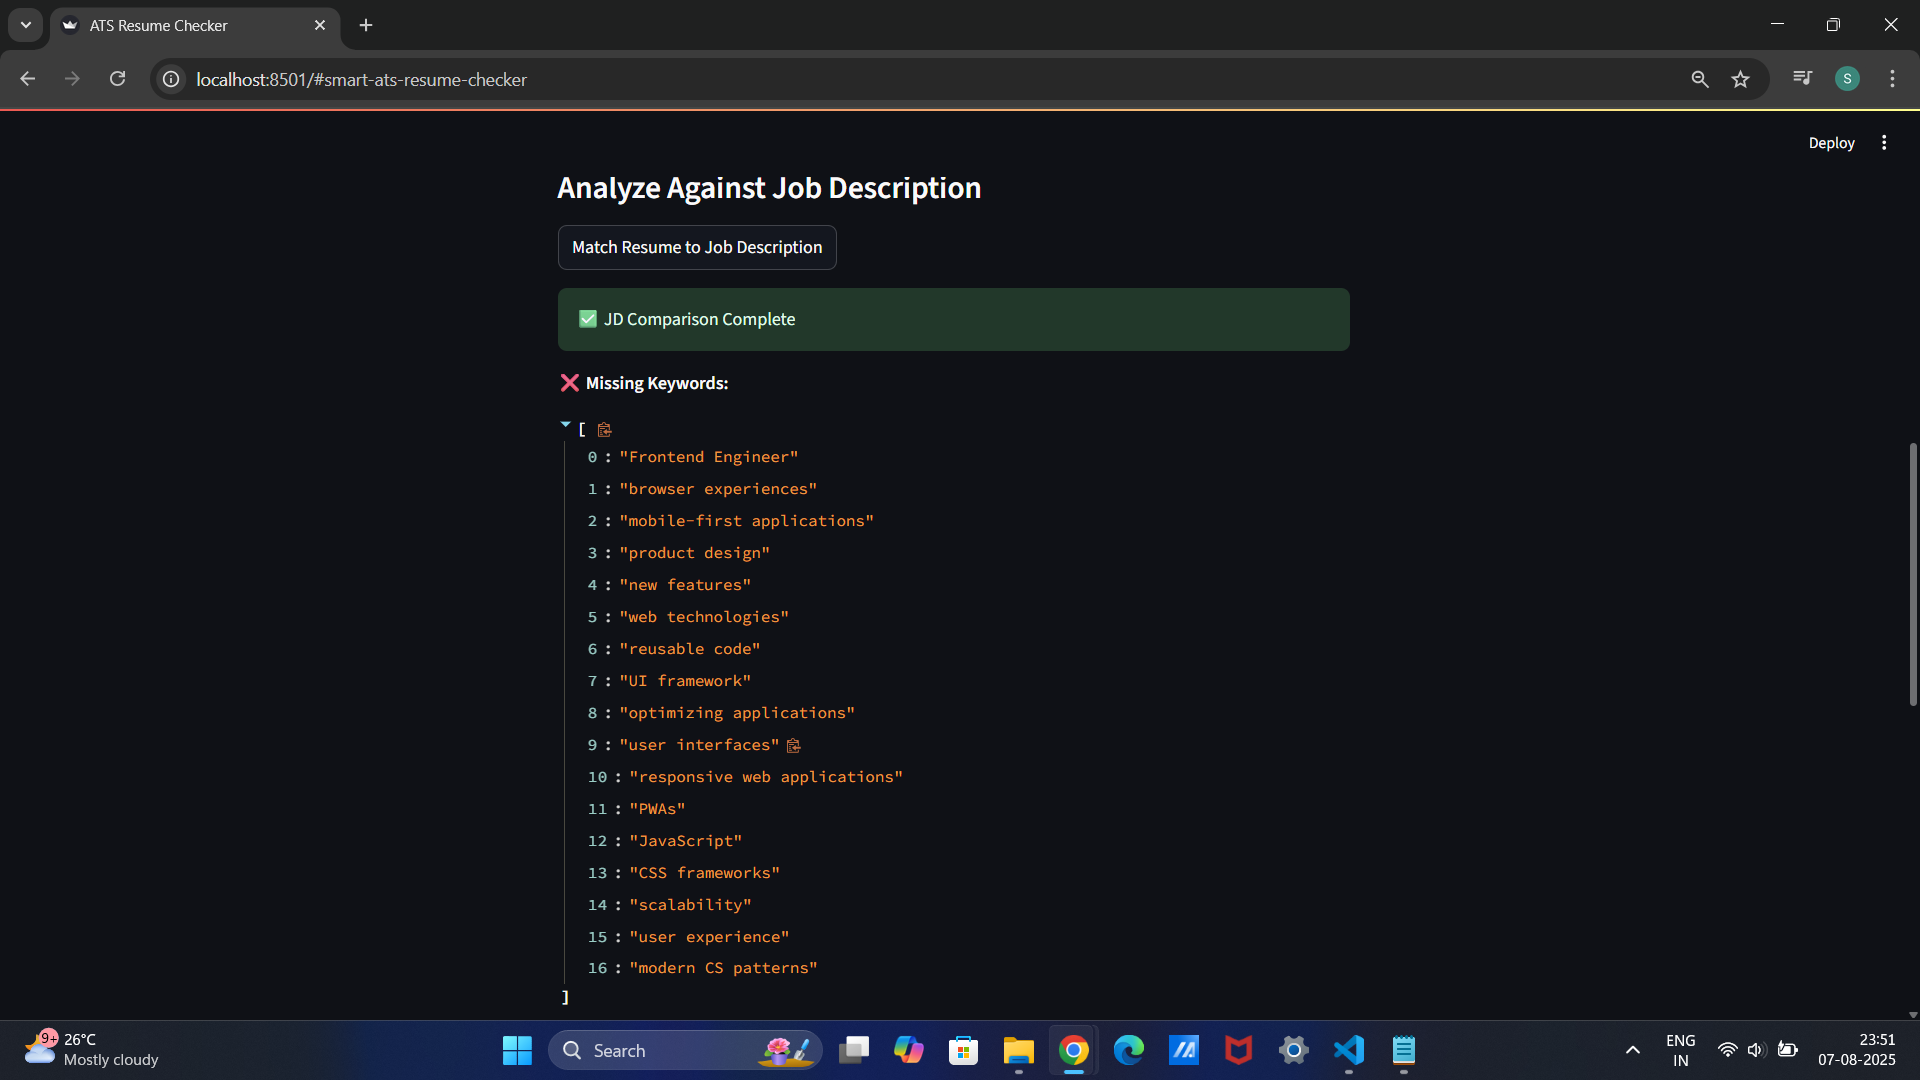 ATS Resume Checker
localhost:8501/#smart-ats-resume-checker
S
Deploy
Analyze Against Job Description
Match Resume to Job Description
JD Comparison Complete
Missing Keywords:
[
0 : "Frontend Engineer"
1 : "browser experiences"
2 : "mobile-first applications"
3 : "product design"
4 : "new features"
5 : "web technologies"
6 : "reusable code"
7 : "UI framework"
8 : "optimizing applications"
9 : "user interfaces"
10 : "responsive web applications"
11 : "PWAs"
12 : "JavaScript"
13 : "CSS frameworks"
14 : "scalability"
15 : "user experience"
16 : "modern CS patterns"
]
9+
26°C
Mostly cloudy
Search
ENG
IN
23:51
07-08-2025